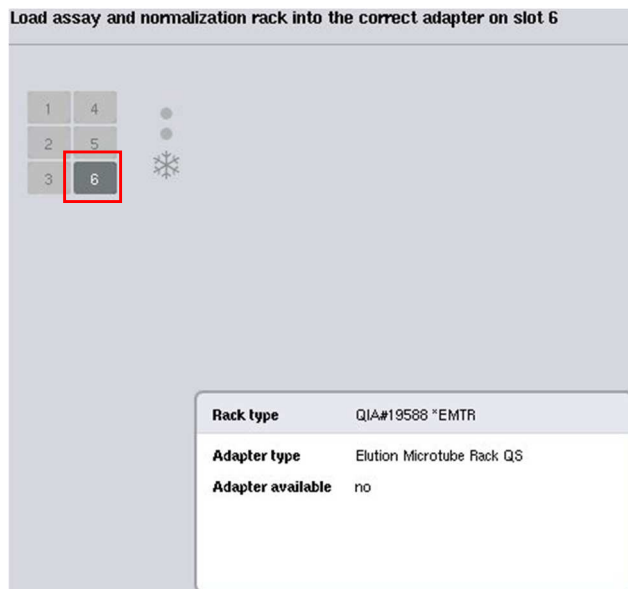 Load assay and normalization rack into the correct adapter on slot 6
1 4
2 5
3 6
Rack type QIA#19588 *EMTR
Adapter type Elution Microtube Rack QS
Adapter available no